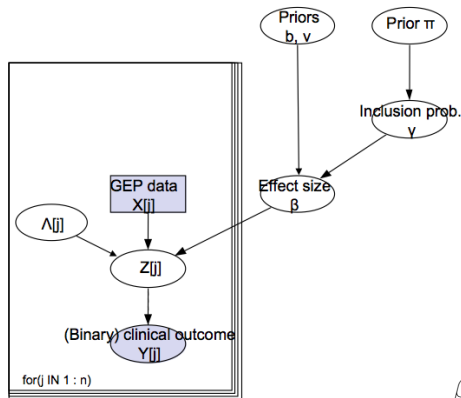 Priors
b, v
Prior π
Inclusion prob.
γ
GEP data
X[j]
Effect size
β
Λ[j]
Z[j]
(Binary) clinical outcome
Y[j]
for(j IN 1 : n)